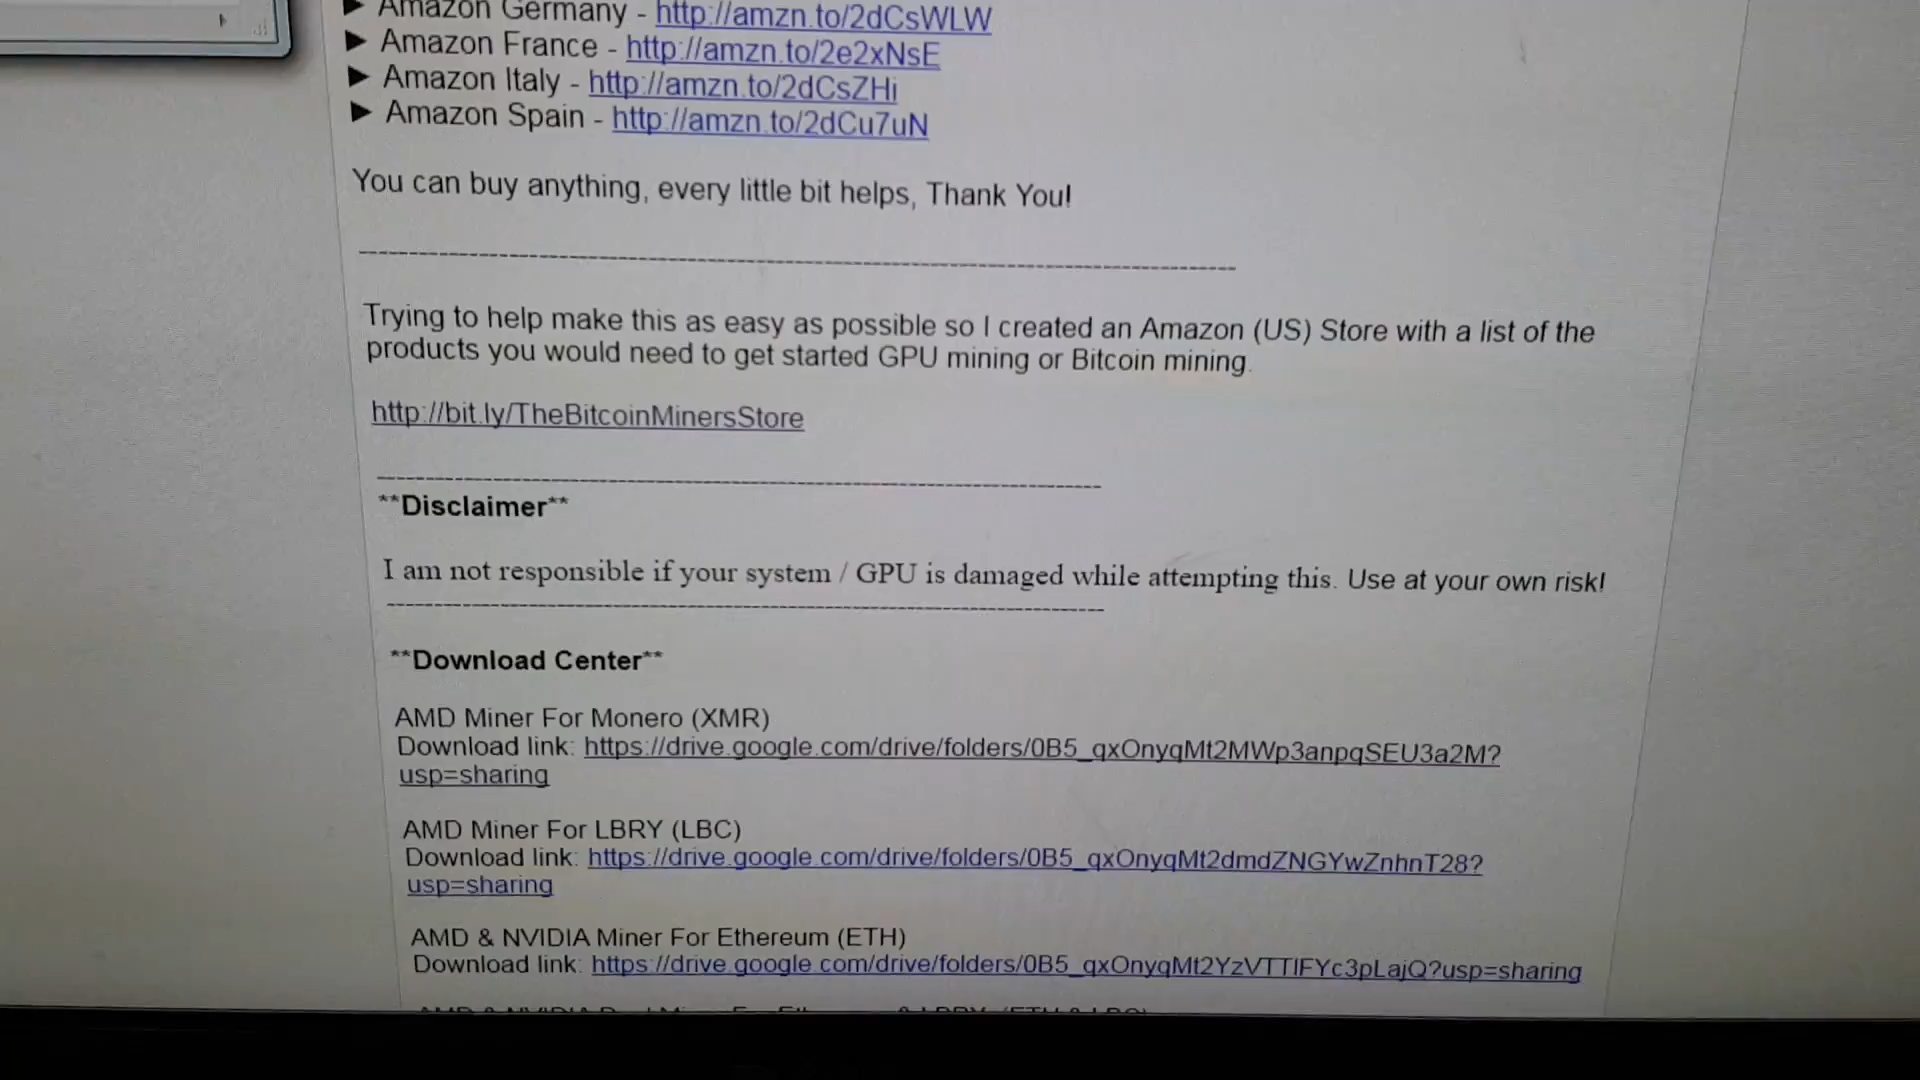 ► Amazon Germany - http://amzn.to/2dCsWLW
► Amazon France - http://amzn.to/2e2xNsE
► Amazon Italy - http://amzn.to/2dCsZHi
► Amazon Spain - http://amzn.to/2dCu7uN
You can buy anything, every little bit helps, Thank You!
Trying to help make this as easy as possible so I created an Amazon (US) Store with a list of the
products you would need to get started GPU mining or Bitcoin mining.
http://bit.ly/TheBitcoinMinersStore
**Disclaimer**
I am not responsible if your system / GPU is damaged while attempting this. Use at your own risk!
**Download Center**
AMD Miner For Monero (XMR)
Download link: https://drive.google.com/drive/folders/0B5_qxOnyqMt2MWp3anpqSEU3a2M?
usp=sharing
AMD Miner For LBRY (LBC)
Download link: https://drive.google.com/drive/folders/0B5_qxOnyqMt2dmdZNGYwZnhnT28?
usp=sharing
AMD & NVIDIA Miner For Ethereum (ETH)
Download link: https://drive.google.com/drive/folders/0B5_qxOnyqMt2YzVTTlFYc3pLajQ?usp=sharing